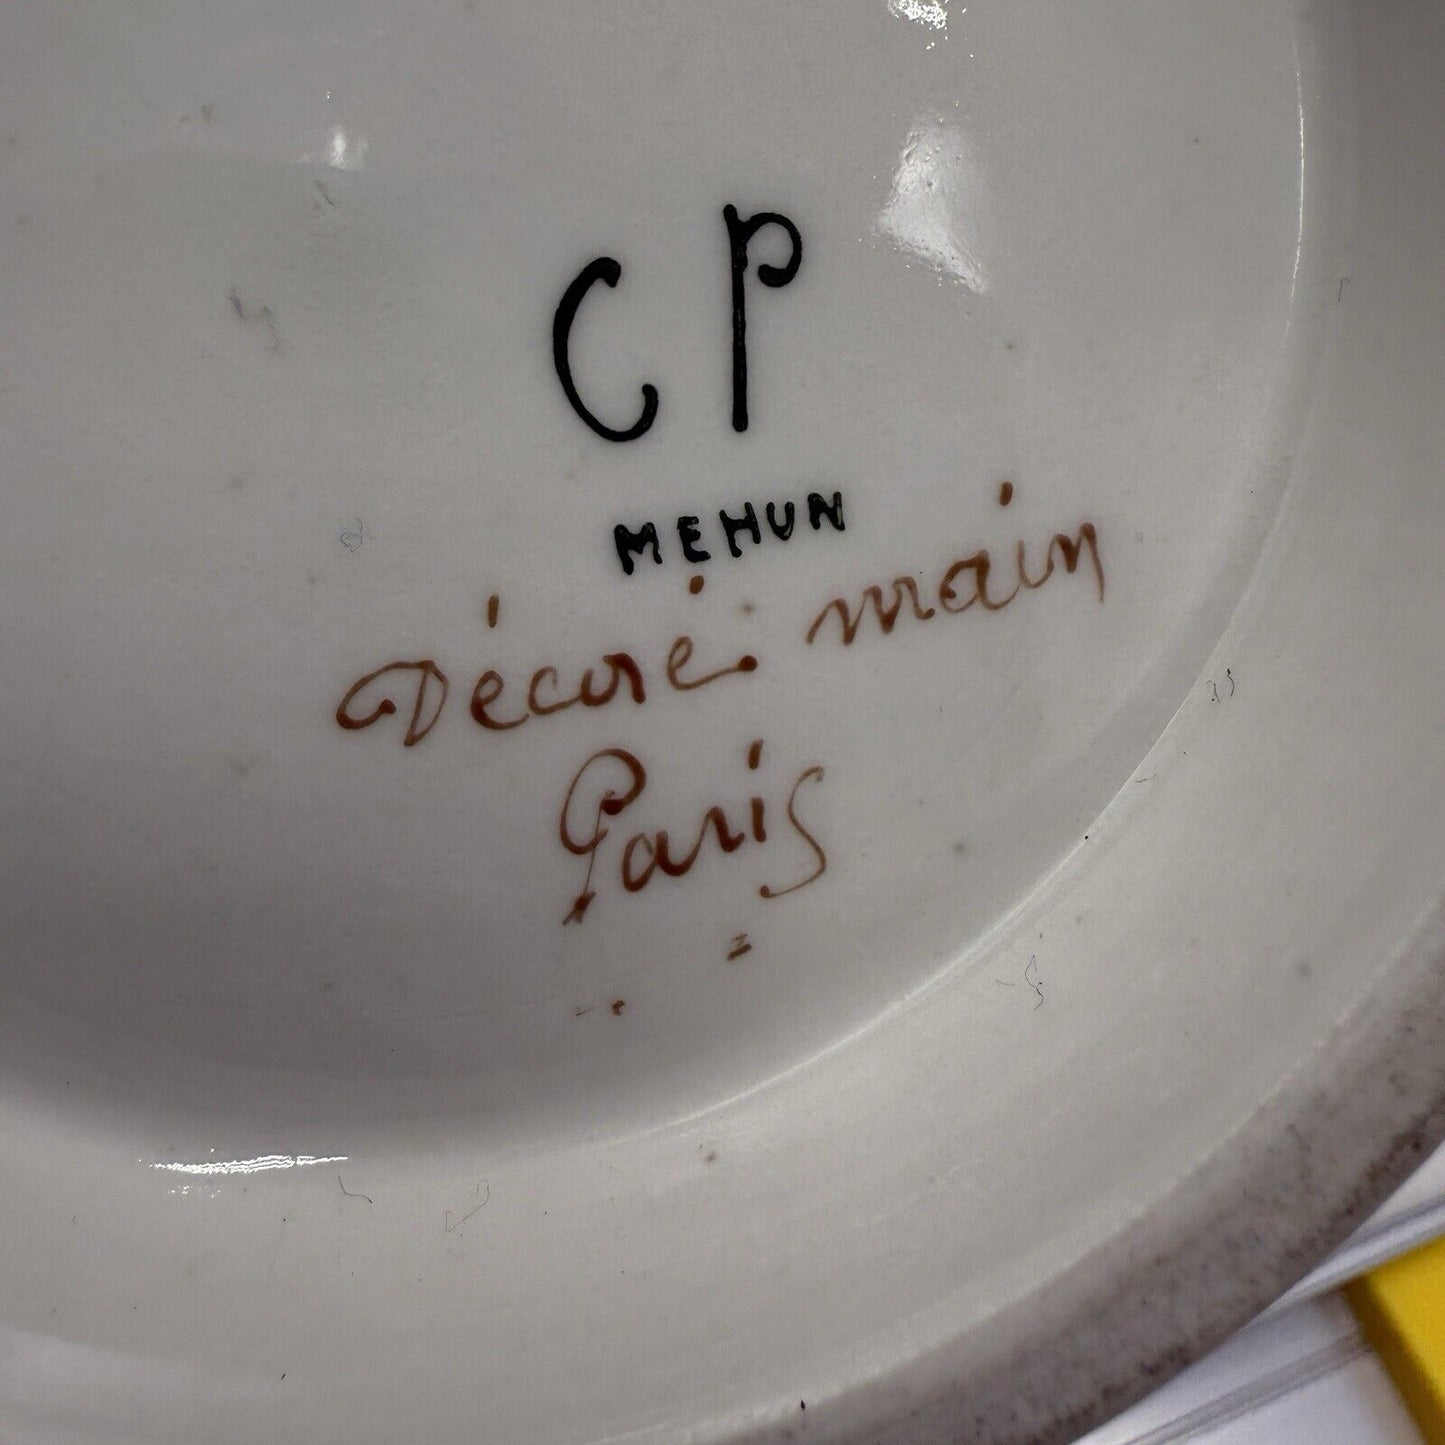 CP
MEHUN
Décoré main
Paris